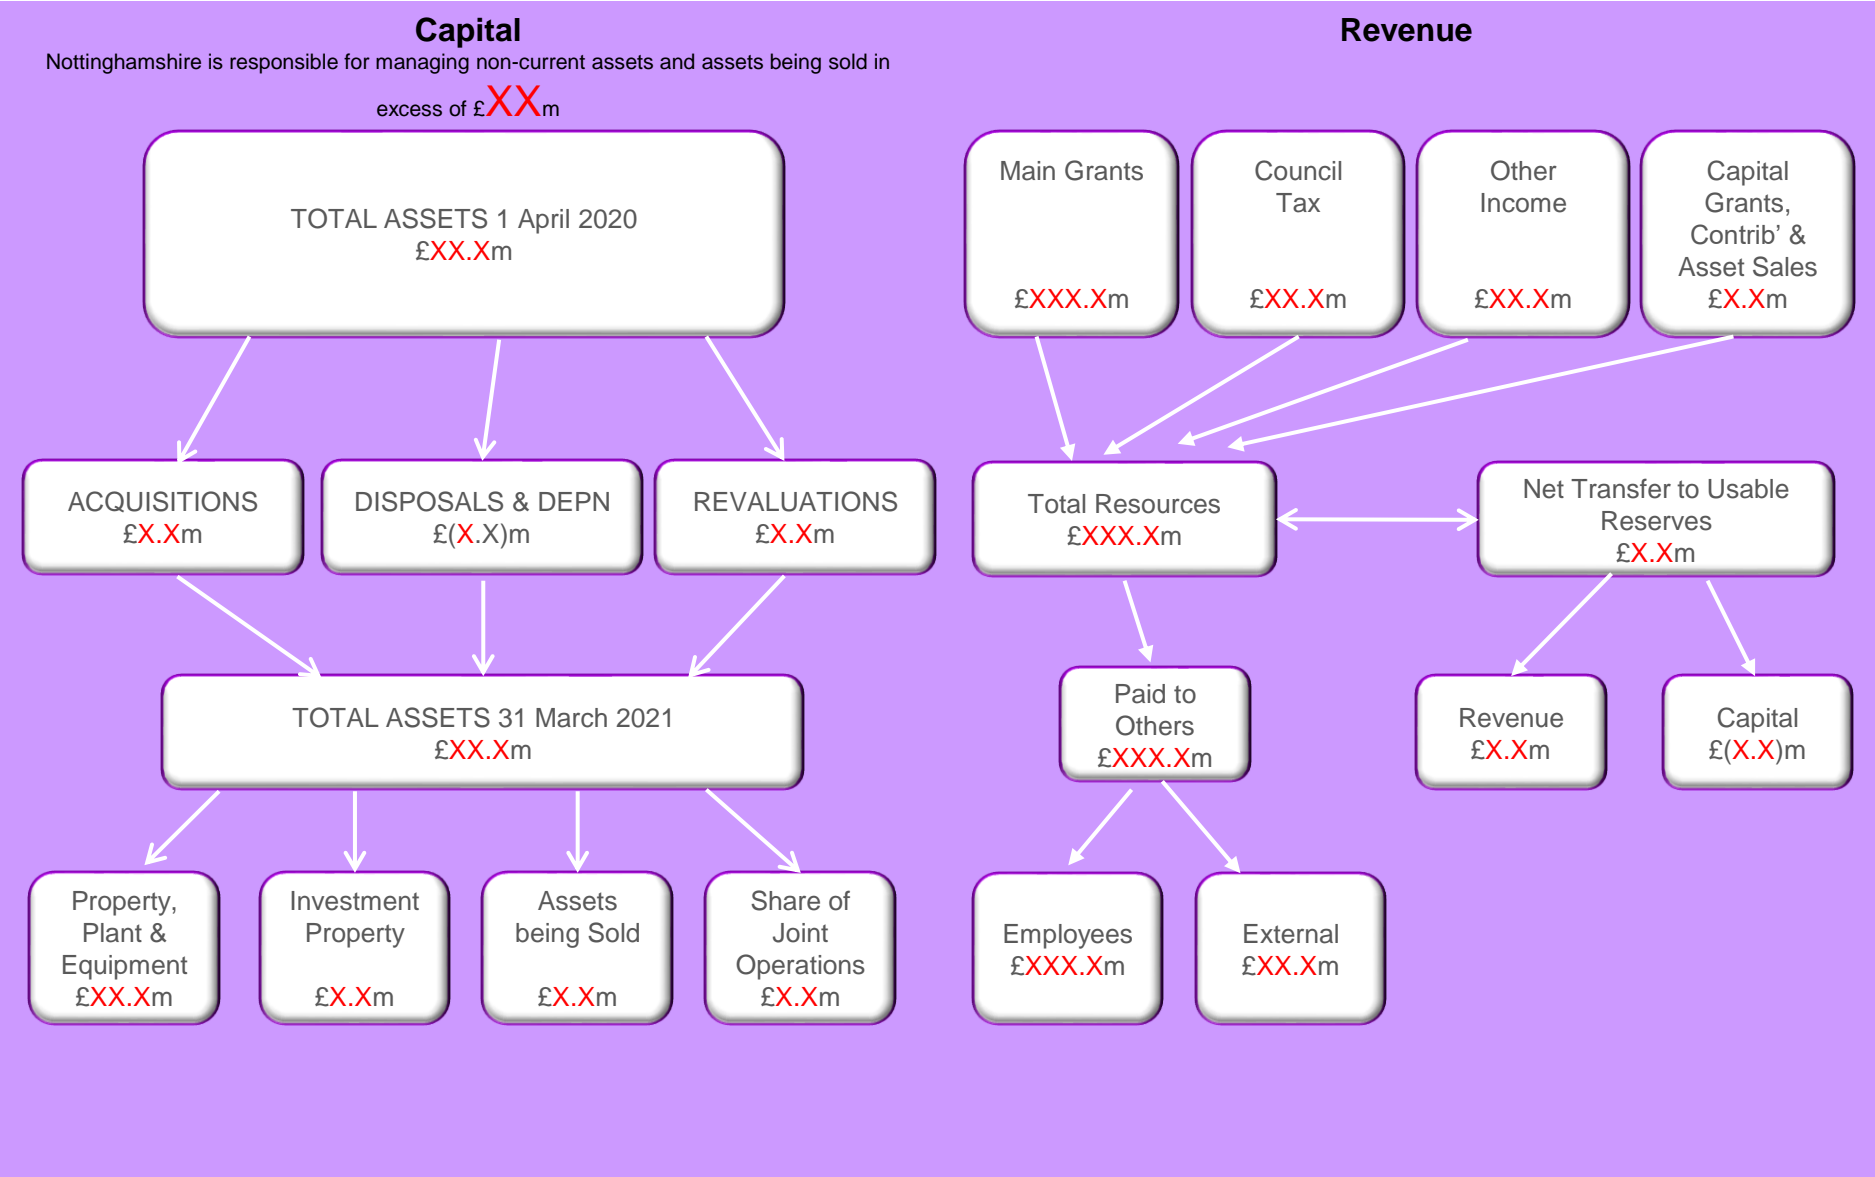 Capital
Nottinghamshire is responsible for managing non-current assets and assets being sold in
excess of £XXm
TOTAL ASSETS 1 April 2020
£XX.Xm
ACQUISITIONS
£X.Xm
DISPOSALS & DEPN
£(X.X)m
REVALUATIONS
£X.Xm
TOTAL ASSETS 31 March 2021
£XX.Xm
Property,
Plant &
Equipment
£XX.Xm
Investment
Property
£X.Xm
Assets
being Sold
£X.Xm
Share of
Joint
Operations
£X.Xm
Revenue
Main Grants
£XXX.Xm
Council
Tax
£XX.Xm
Other
Income
£XX.Xm
Capital
Grants,
Contrib’ &
Asset Sales
£X.Xm
Total Resources
£XXX.Xm
Net Transfer to Usable
Reserves
£X.Xm
Paid to
Others
£XXX.Xm
Revenue
£X.Xm
Capital
£(X.X)m
Employees
£XXX.Xm
External
£XX.Xm